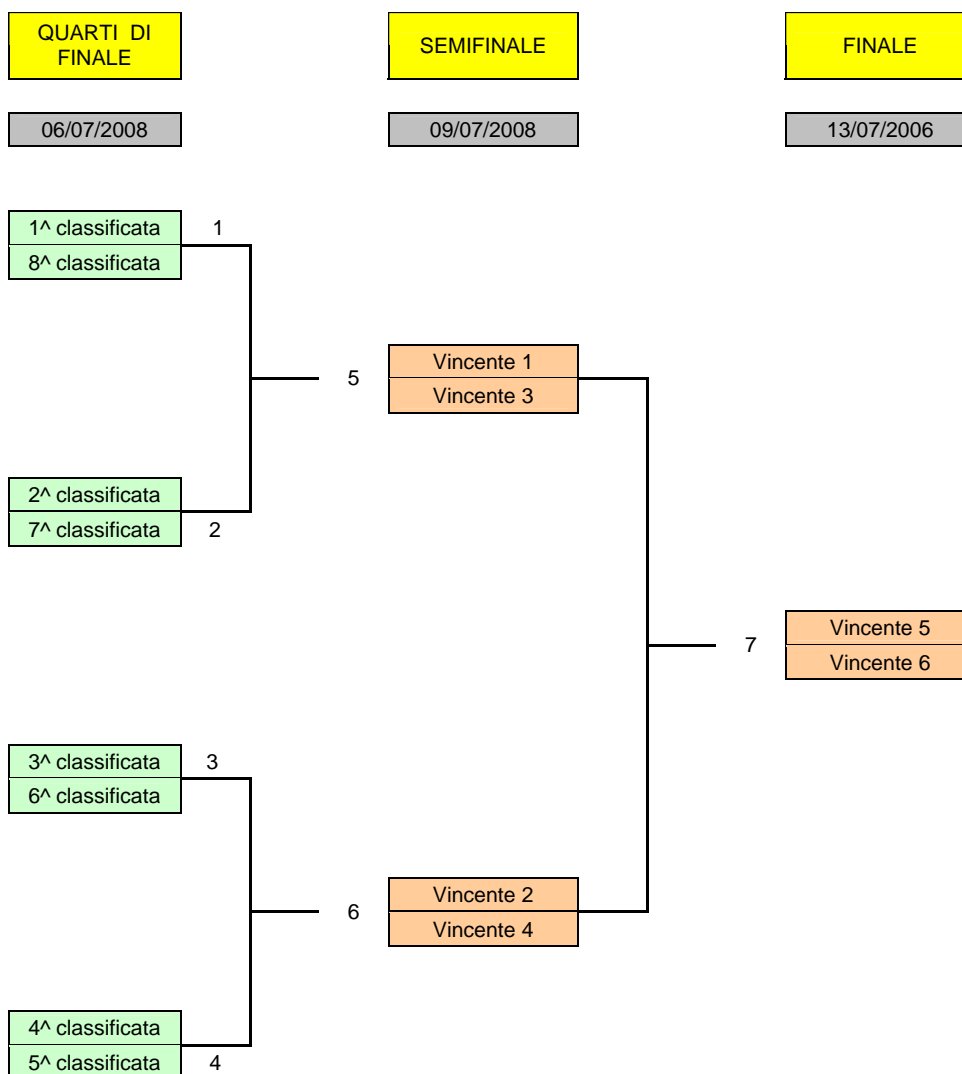 QUARTI DI
FINALE
SEMIFINALE
FINALE
06/07/2008
09/07/2008
13/07/2006
1^ classificata
1
8^ classificata
5
Vincente 1
Vincente 3
2^ classificata
7^ classificata
2
7
Vincente 5
Vincente 6
3^ classificata
3
6^ classificata
6
Vincente 2
Vincente 4
4^ classificata
5^ classificata
4